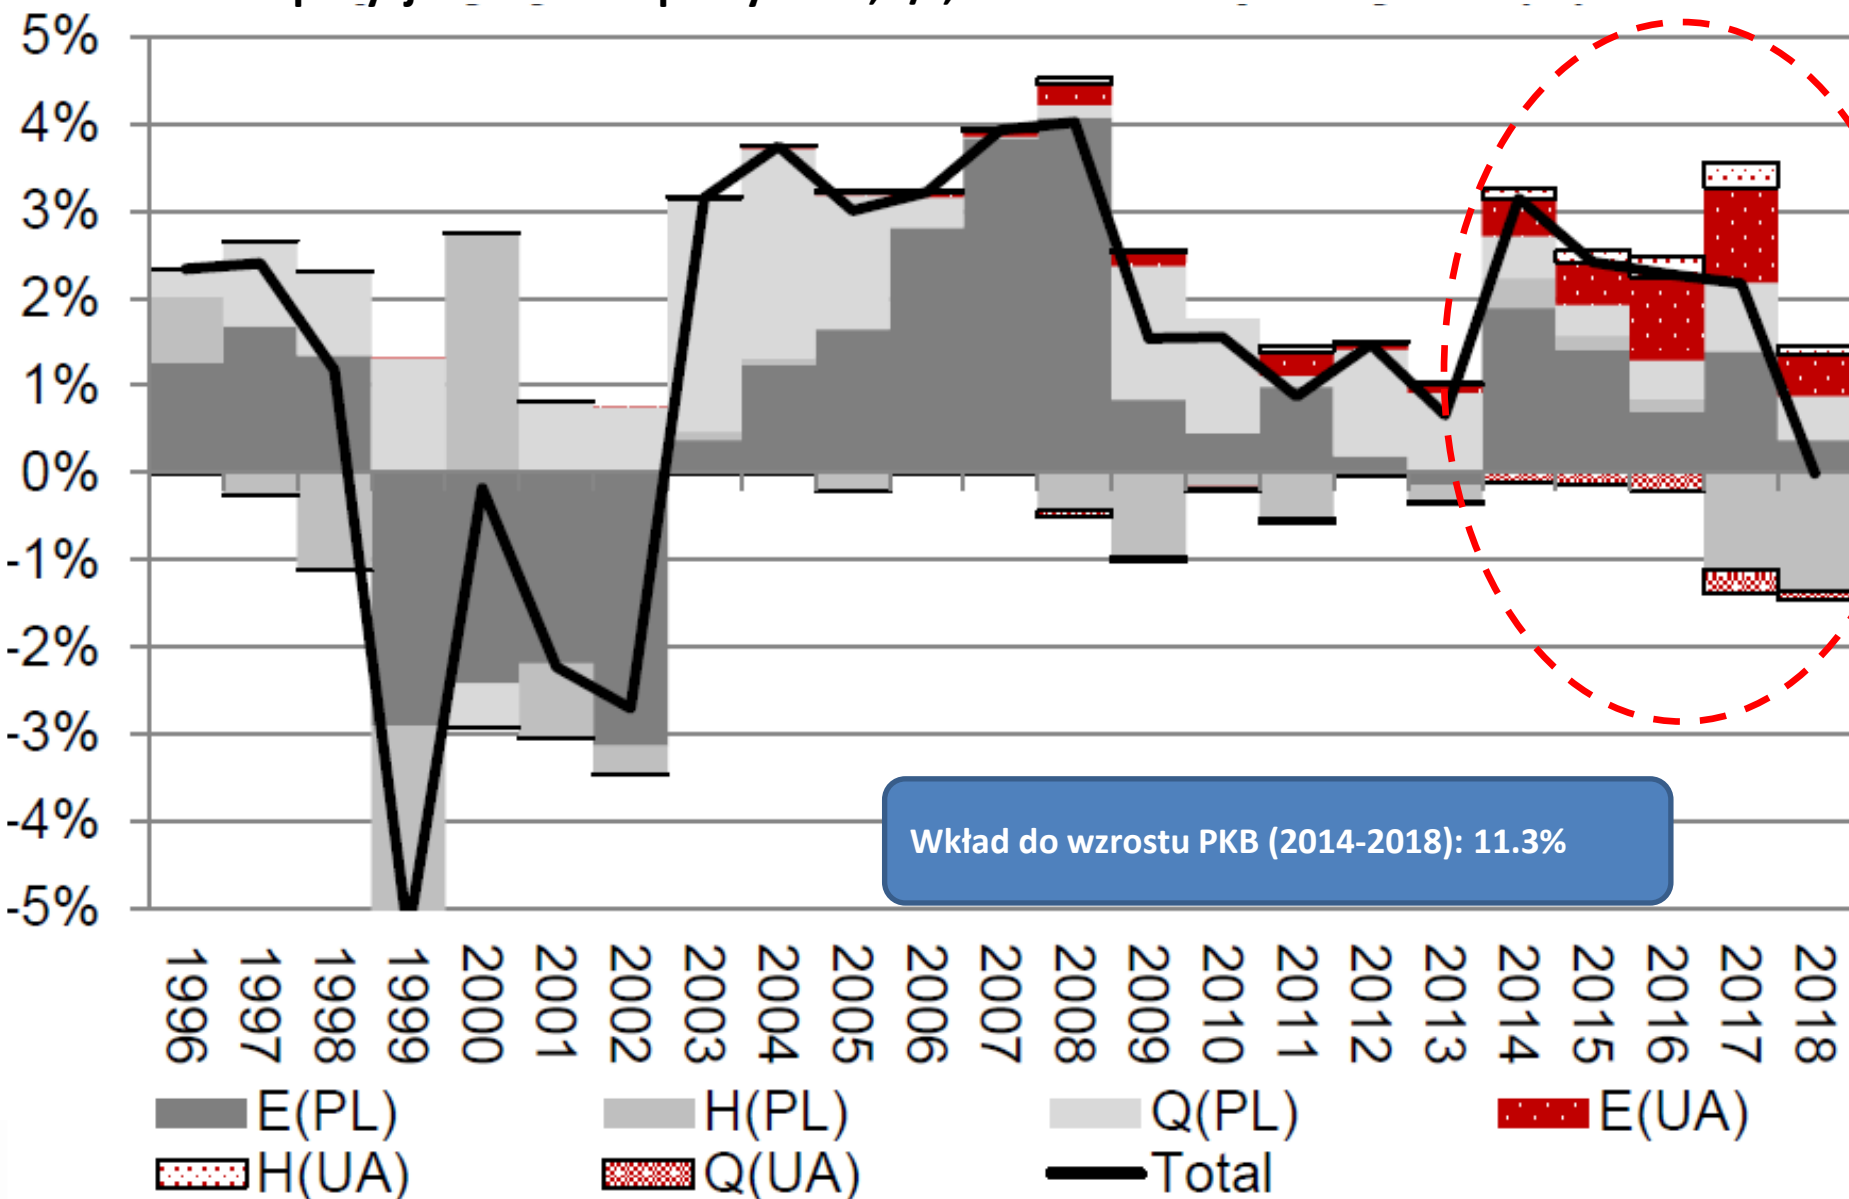 5%
4%
3%
2%
1%
0%
-1%
-2%
-3%
-4%
-5%
Wkład do wzrostu PKB (2014-2018): 11.3%
1996 1997 1998 1999 2000 2001 2002 2003 2004 2005 2006 2007 2008 2009 2010 2011 2012 2013 2014 2015 2016 2017 2018
E(PL) H(PL) Q(PL) E(UA)
H(UA) Q(UA) Total